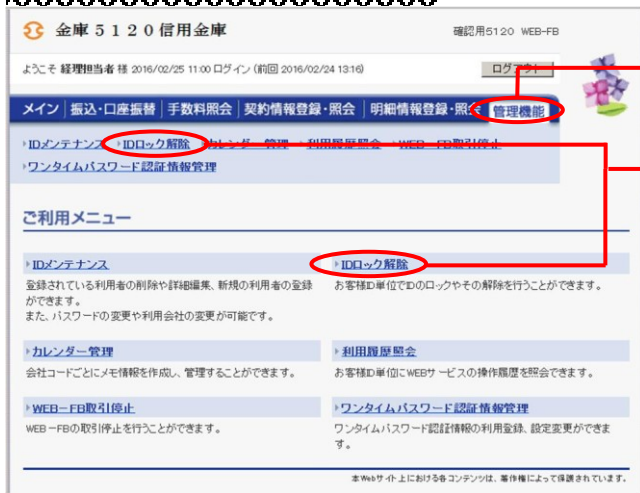 金庫5120信用金庫
確認用5120 WEB-FB
ようこそ 経理担当者 様 2016/02/25 11:00 ログイン (前回 2016/02/24 13:16)
ログアウト
メイン 振込・口座振替 手数料照会 契約情報登録・照会 明細情報登録・照会 管理機能
IDメンテナンス IDロック解除 カレンダー管理 利用履歴照会 WEB-FB取引停止
ワンタイムパスワード認証情報管理
ご利用メニュー
IDメンテナンス
登録されている利用者の削除や詳細編集、新規の利用者の登録
ができます。
また、パスワードの変更や利用会社の変更が可能です。
IDロック解除
お客様ID単位でIDのロックやその解除を行うことができます。
カレンダー管理
会社コードごとにメモ情報を作成し、管理することができます。
利用履歴照会
お客様ID単位にWEBサービスの操作履歴を照会できます。
WEB-FB取引停止
WEB-FBの取引停止を行うことができます。
ワンタイムパスワード認証情報管理
ワンタイムパスワード認証情報の利用登録、設定変更ができま
す。
本Webサイト上における各コンテンツは、著作権によって保護されています。